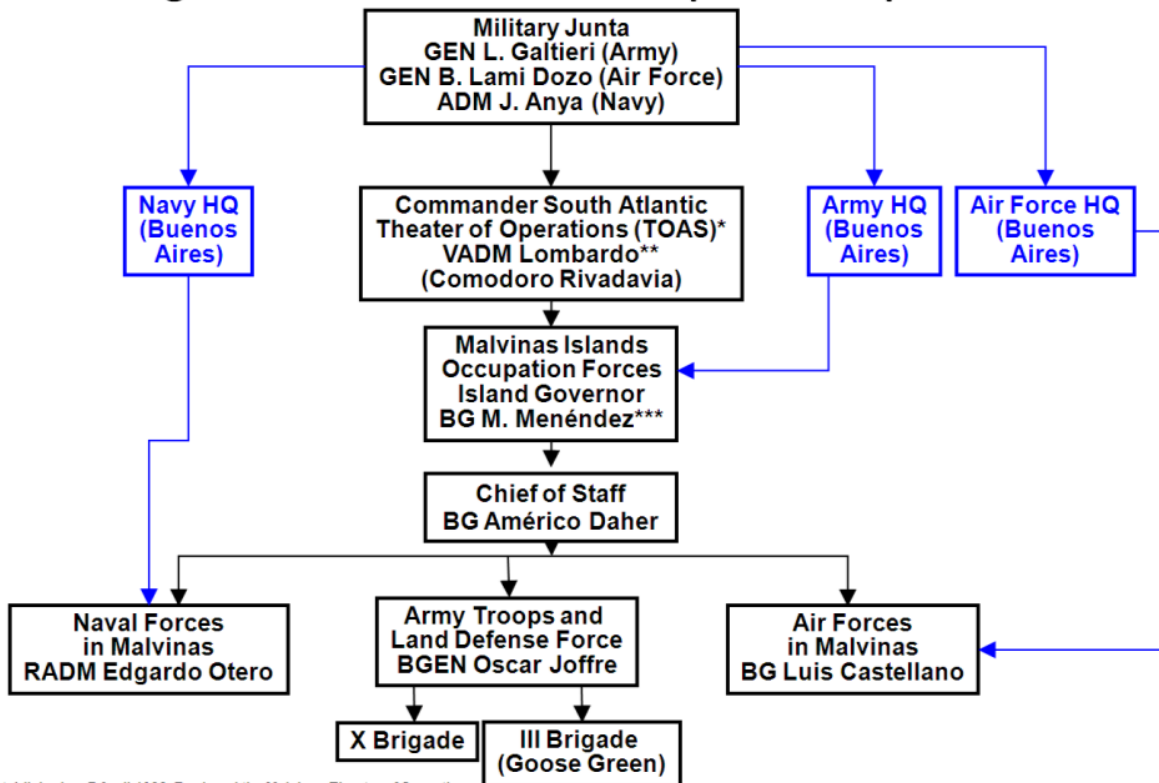 Military Junta
GEN L. Galtieri (Army)
GEN B. Lami Dozo (Air Force)
ADM J. Anya (Navy)
Navy HQ
(Buenos
Aires)
Commander South Atlantic
Theater of Operations (TOAS)*
VADM Lombardo**
(Comodoro Rivadavia)
Army HQ
(Buenos
Aires)
Air Force HQ
(Buenos
Aires)
Malvinas Islands
Occupation Forces
Island Governor
BG M. Menéndez***
Chief of Staff
BG Américo Daher
Naval Forces
in Malvinas
RADM Edgardo Otero
Army Troops and
Land Defense Force
BGEN Oscar Joffre
Air Forces
in Malvinas
BG Luis Castellano
X Brigade
III Brigade
(Goose Green)